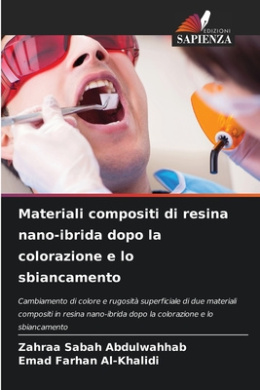 EDIZIONI
SAPIENZA
Materiali compositi di resina
nano-ibrida dopo la
colorazione e lo
sbiancamento
Cambiamento di colore e rugosità superficiale di due materiali
compositi in resina nano-ibrida dopo la colorazione e lo
sbiancamento
Zahraa Sabah Abdulwahhab
Emad Farhan Al-Khalidi